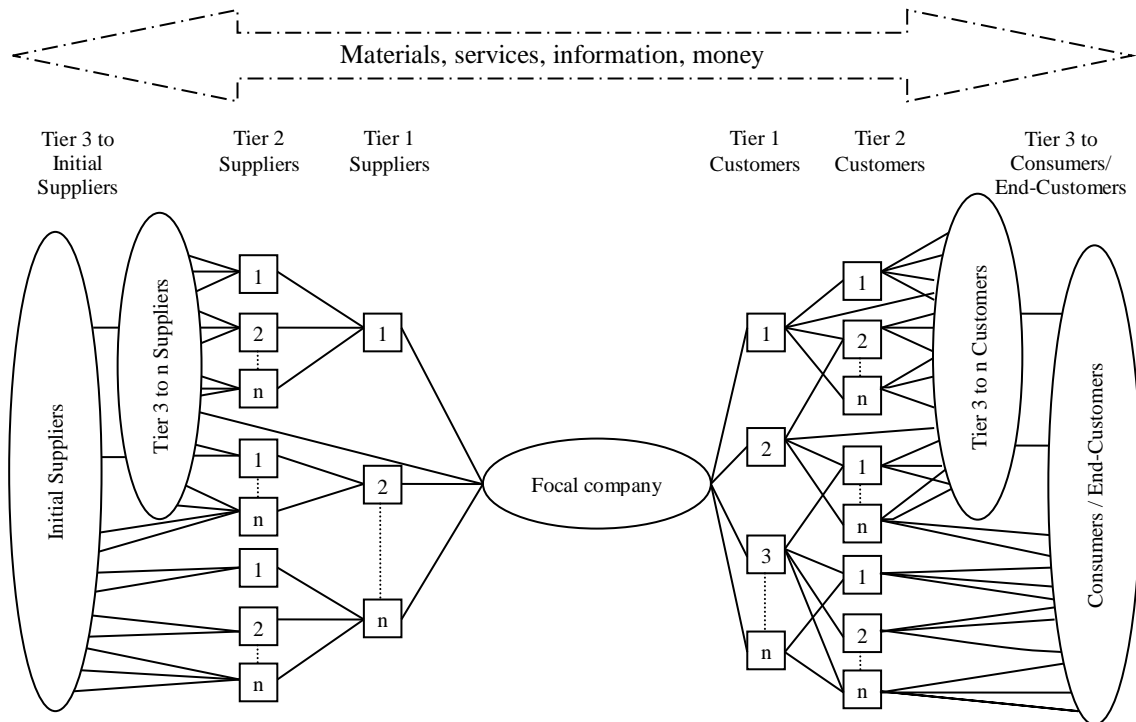 Materials, services, information, money
Tier 3 to
Initial
Suppliers
Tier 2
Suppliers
Tier 1
Suppliers
Tier 1
Customers
Tier 2
Customers
Tier 3 to
Consumers/
End-Customers
Initial Suppliers
Tier 3 to n Suppliers
1
2
n
1
n
1
2
n
1
2
n
Focal company
1
2
3
n
1
2
n
1
n
1
2
n
Tier 3 to n Customers
Consumers / End-Customers